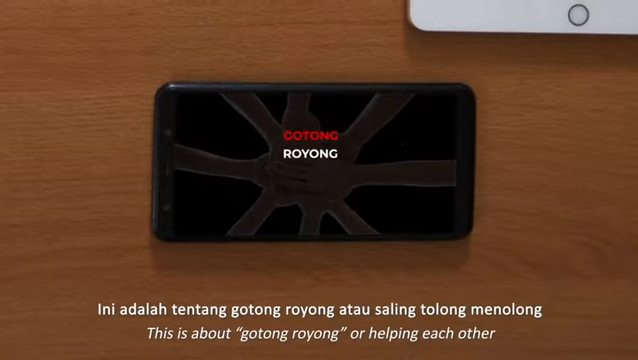 GOTONG
ROYONG
Ini adalah tentang gotong royong atau saling tolong menolong
This is about “gotong royong” or helping each other